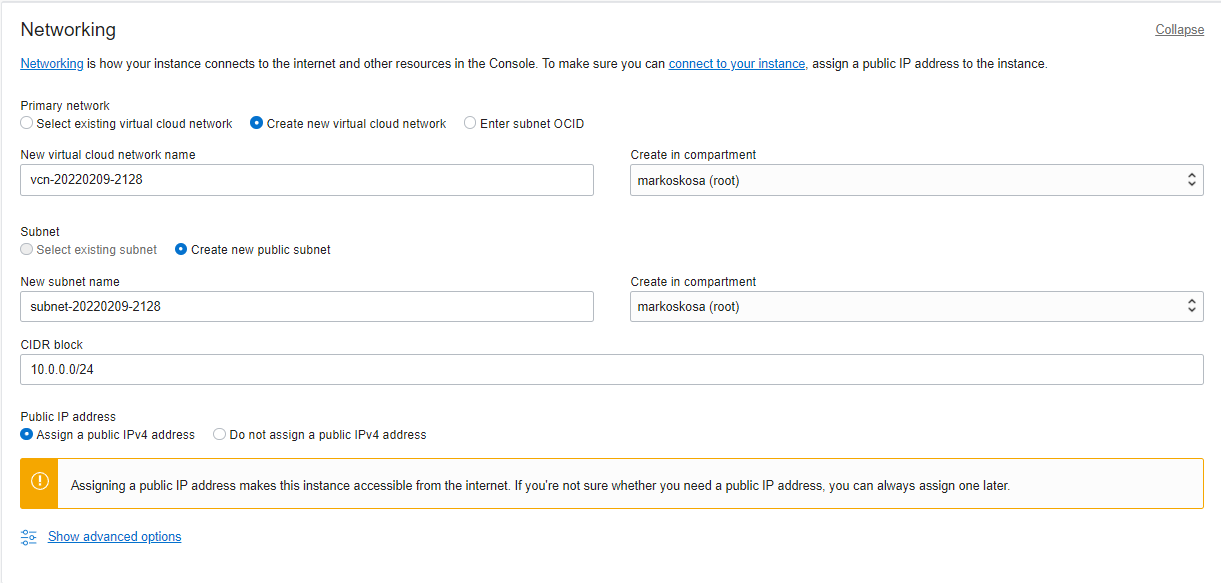 Networking
Collapse
Networking is how your instance connects to the internet and other resources in the Console. To make sure you can connect to your instance, assign a public IP address to the instance.
Primary network
Select existing virtual cloud network Create new virtual cloud network Enter subnet OCID
New virtual cloud network name
Create in compartment
vcn-20220209-2128
markoskosa (root)
Subnet
Select existing subnet Create new public subnet
New subnet name
Create in compartment
subnet-20220209-2128
markoskosa (root)
CIDR block
10.0.0.0/24
Public IP address
Assign a public IPv4 address Do not assign a public IPv4 address
Assigning a public IP address makes this instance accessible from the internet. If you're not sure whether you need a public IP address, you can always assign one later.
Show advanced options